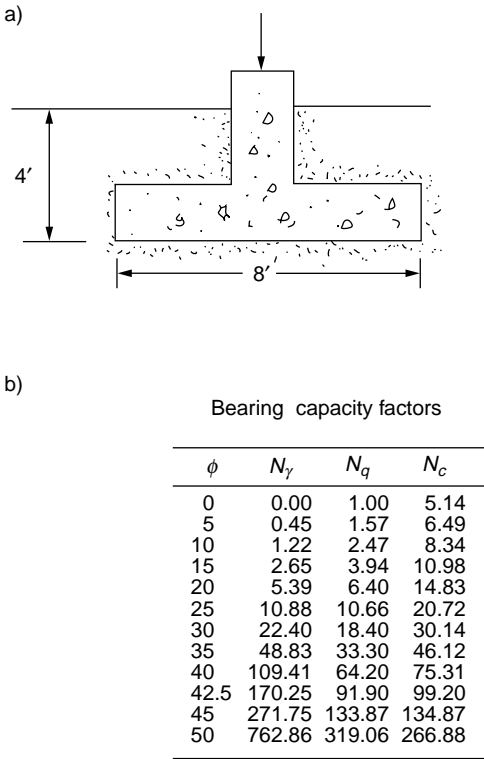 a)
4′
8′
b)
Bearing capacity factors
ϕ Nγ Nq Nc
0 0.00 1.00 5.14
5 0.45 1.57 6.49
10 1.22 2.47 8.34
15 2.65 3.94 10.98
20 5.39 6.40 14.83
25 10.88 10.66 20.72
30 22.40 18.40 30.14
35 48.83 33.30 46.12
40 109.41 64.20 75.31
42.5 170.25 91.90 99.20
45 271.75 133.87 134.87
50 762.86 319.06 266.88